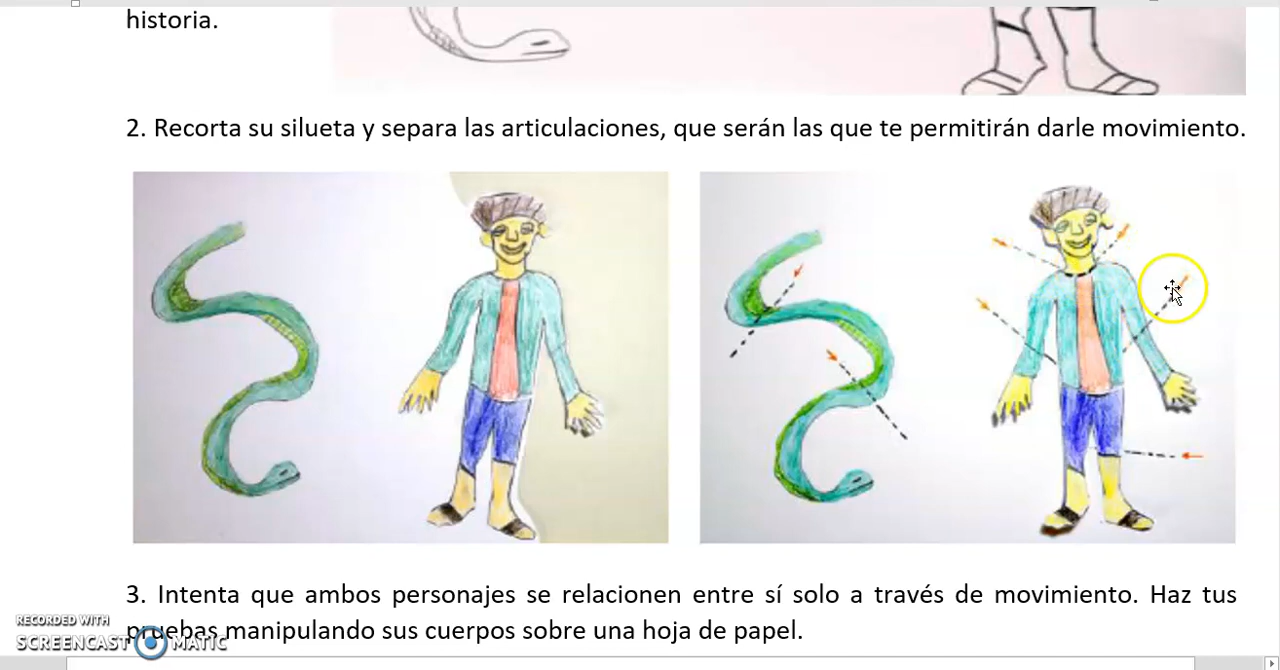 historia.
2. Recorta su silueta y separa las articulaciones, que serán las que te permitirán darle movimiento.
3. Intenta que ambos personajes se relacionen entre sí solo a través de movimiento. Haz tus
pruebas manipulando sus cuerpos sobre una hoja de papel.
RECORDED WITH
SCREENCAST MATIC